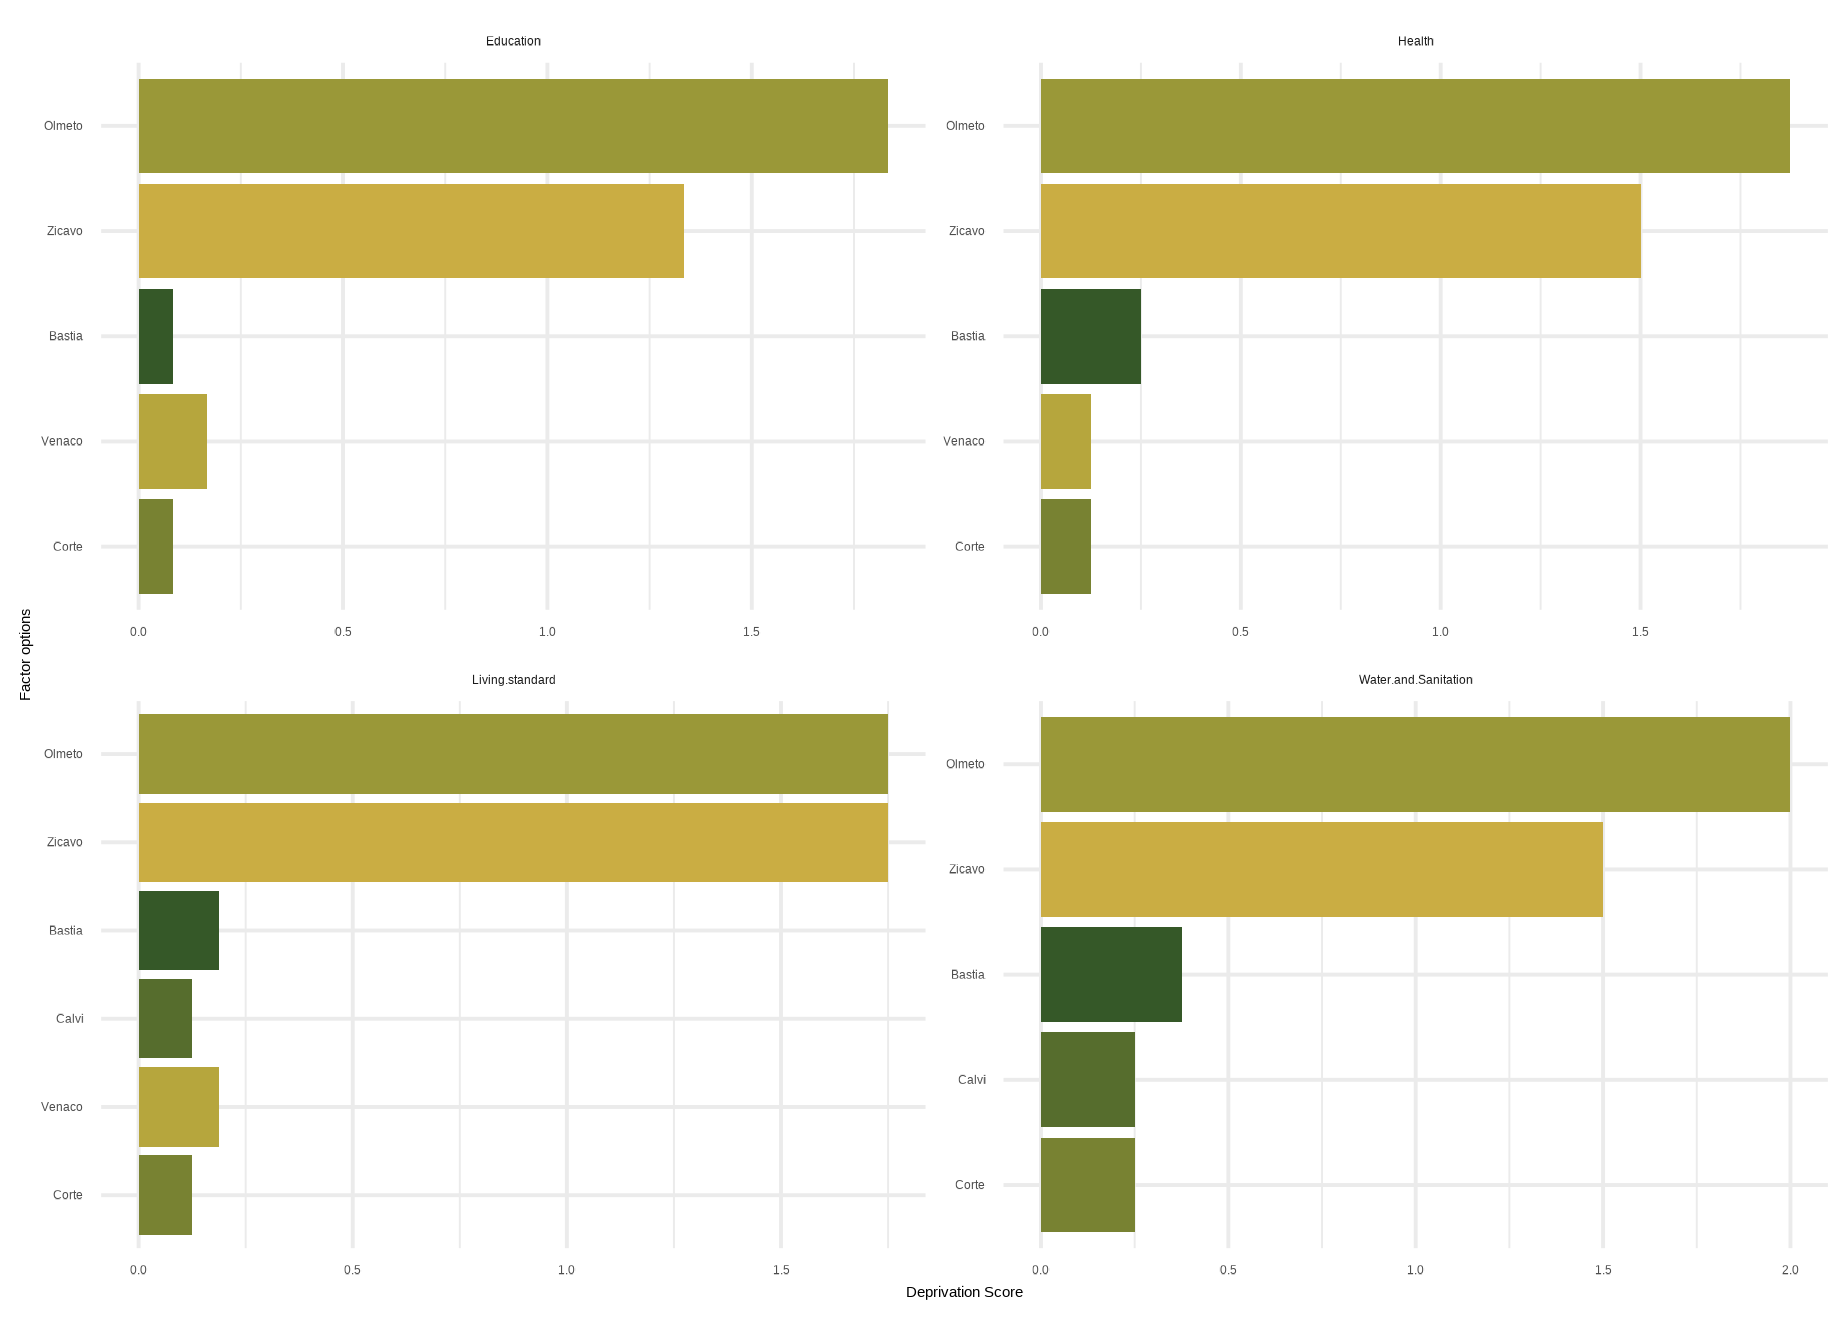 Education
Olmeto
Zicavo
Bastia
Venaco
Corte
0.0 0.5 1.0 1.5
Health
Olmeto
Zicavo
Bastia
Venaco
Corte
0.0 0.5 1.0 1.5
Factor options
Living.standard
Olmeto
Zicavo
Bastia
Calvi
Venaco
Corte
0.0 0.5 1.0 1.5
Water.and.Sanitation
Olmeto
Zicavo
Bastia
Calvi
Corte
0.0 0.5 1.0 1.5 2.0
Deprivation Score